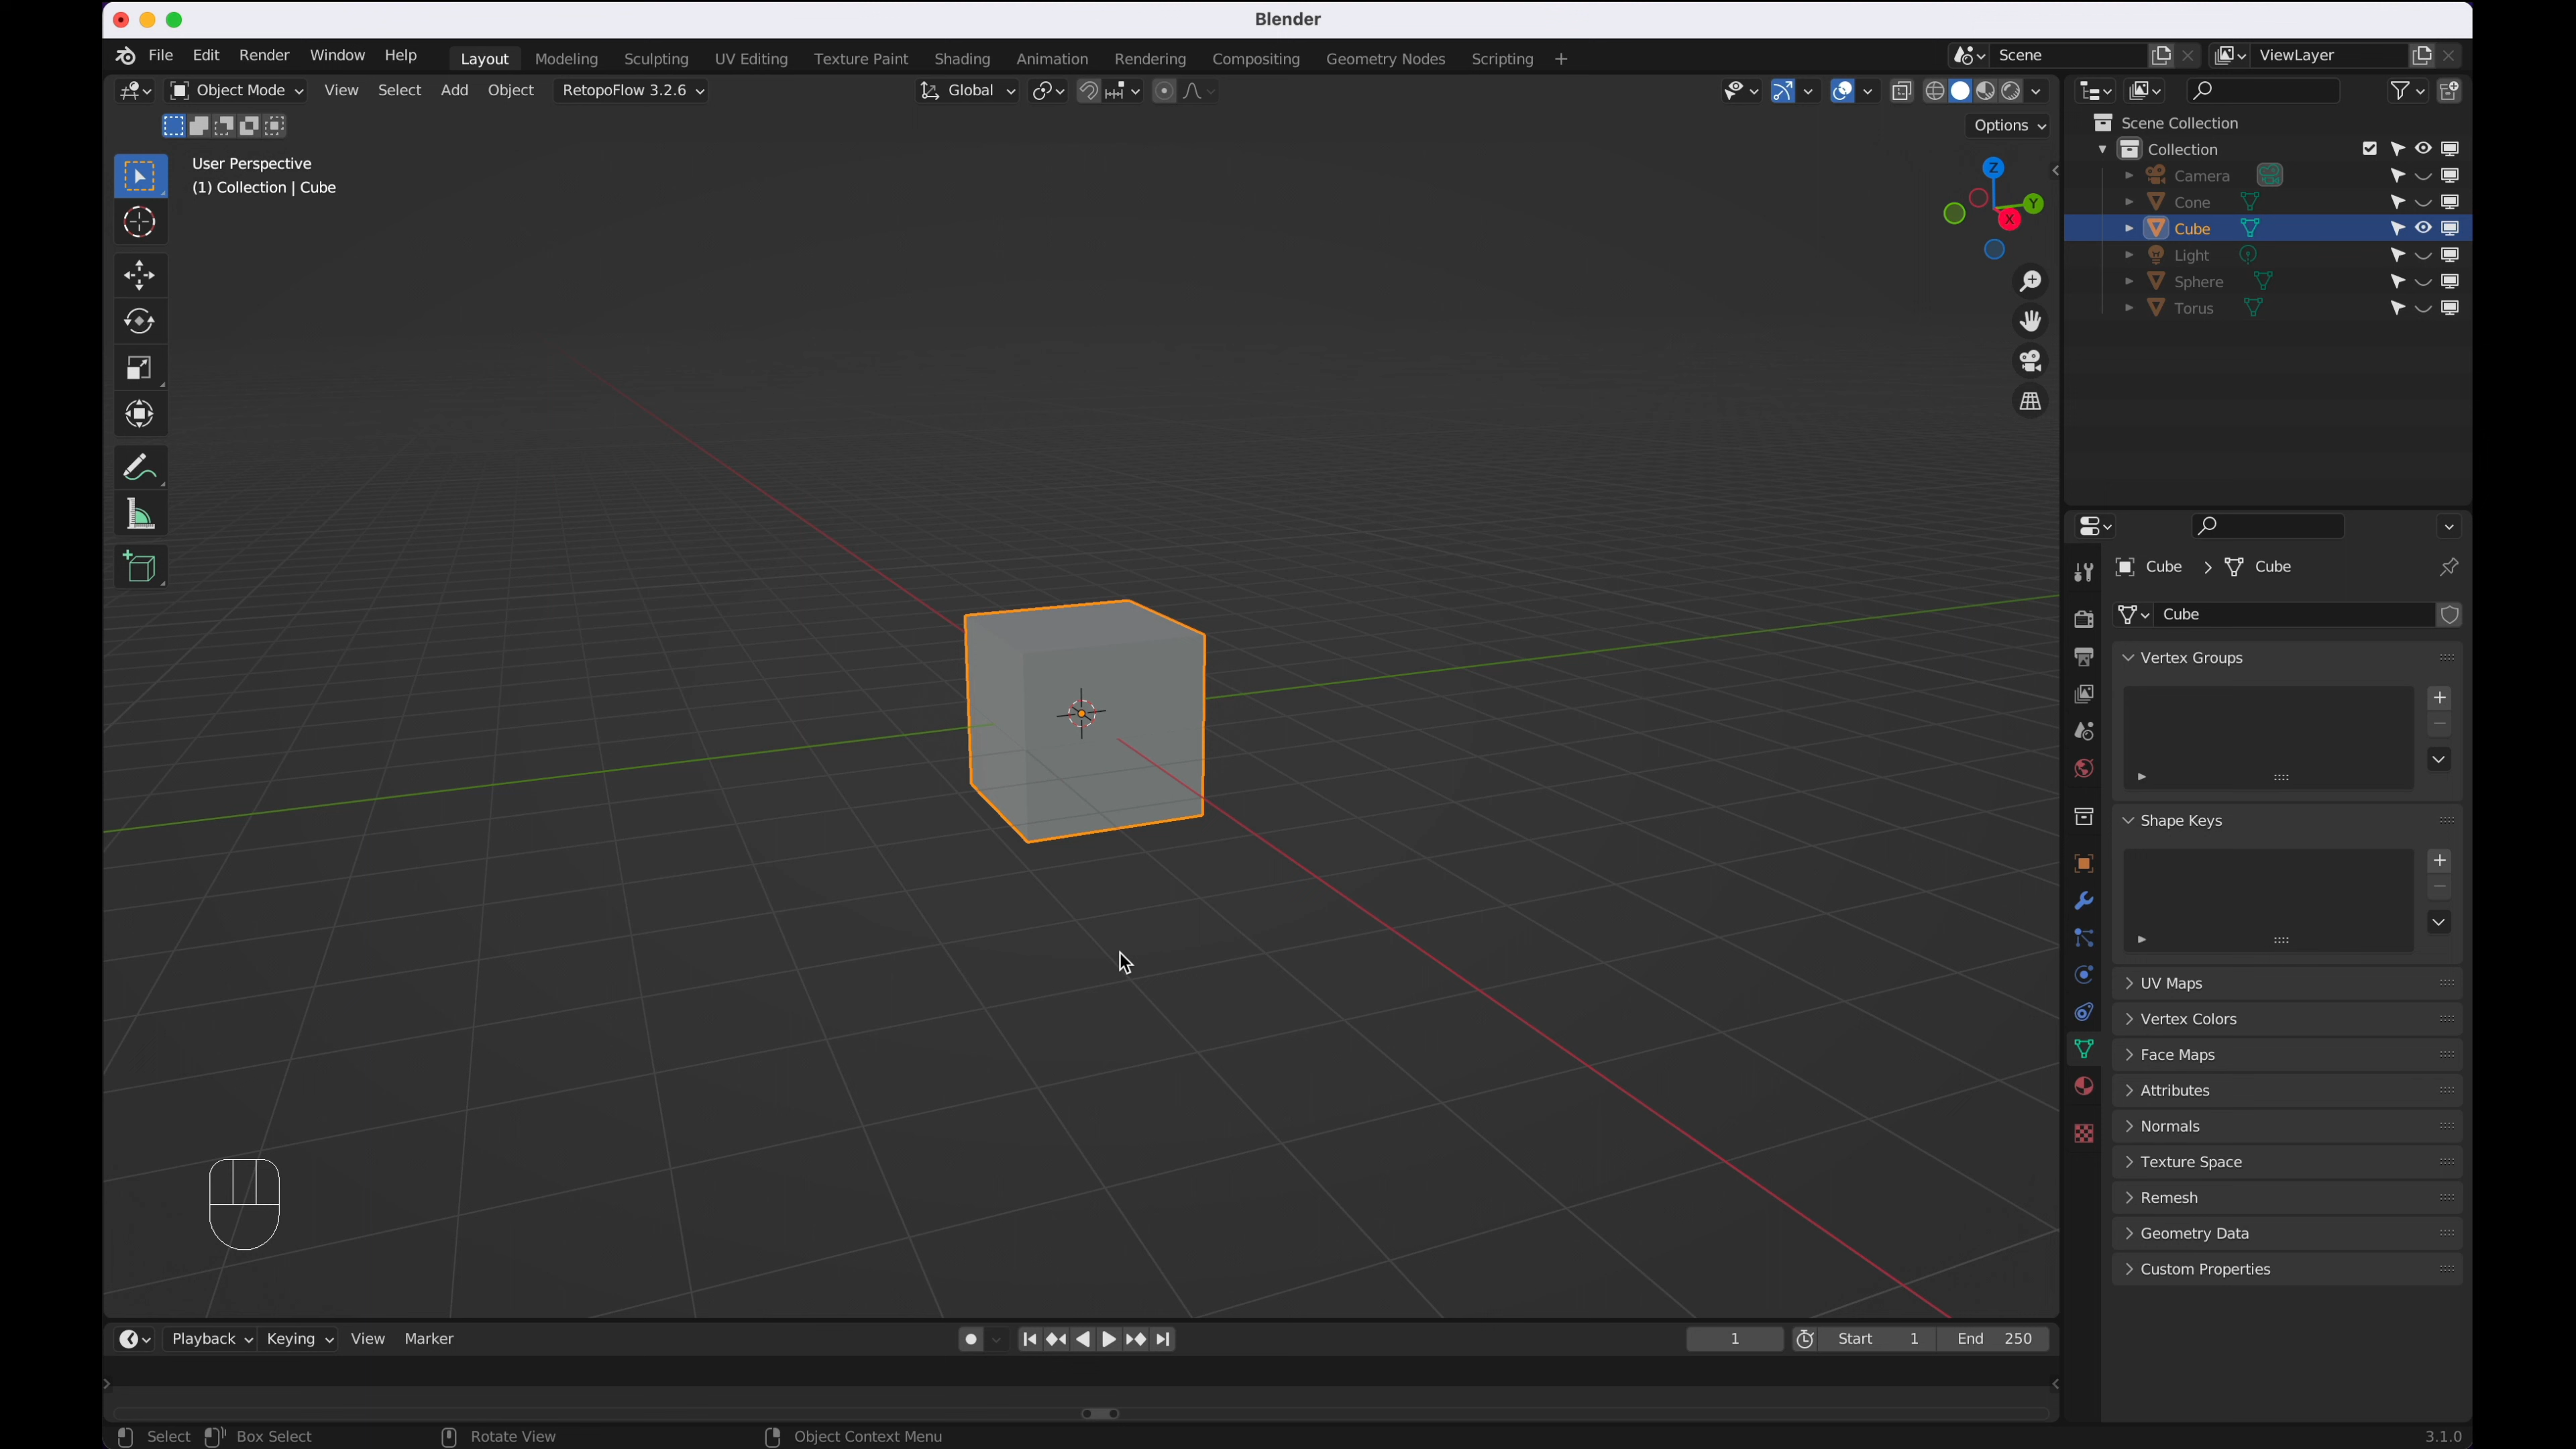 Blender
File Edit Render Window Help Layout Modeling Sculpting UV Editing Texture Paint Shading Animation Rendering Compositing Geometry Nodes Scripting + Scene ViewLayer
Object Mode View Select Add Object RetopoFlow 3.2.6 Global
Options
User Perspective
(1) Collection | Cube
Z
Y
X
Scene Collection
Collection
Camera
Cone
Cube
Light
Sphere
Torus
Cube > Cube
Cube
Vertex Groups
Shape Keys
UV Maps
Vertex Colors
Face Maps
Attributes
Normals
Texture Space
Remesh
Geometry Data
Custom Properties
Playback Keying View Marker 1 Start 1 End 250
Select Box Select Rotate View Object Context Menu 3.1.0